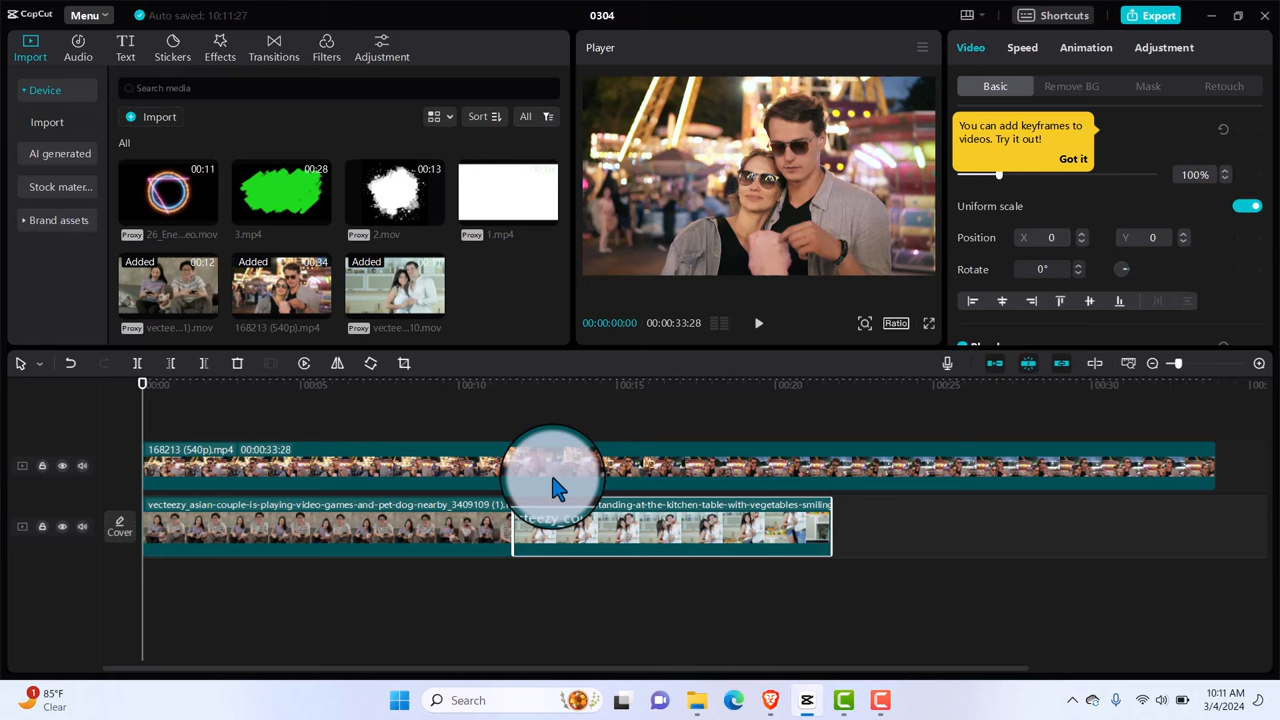 CapCut
Menu
Auto saved: 10:11:27
0304
Shortcuts
Export
Import
Audio
Text
Stickers
Effects
Transitions
Filters
Adjustment
Device
Import
AI generated
Stock mater...
Brand assets
Search media
Import
Sort
All
All
00:11
00:28
00:13
Proxy 26_Ene...eo.mov
Proxy 3.mp4
Proxy 2.mov
Proxy 1.mp4
Added 00:12
Added 00:34
Added
Proxy vectee...1).mov
168213 (540p).mp4
Proxy vectee...10.mov
Player
00:00:00:00 00:00:33:28
Ratio
Video
Speed
Animation
Adjustment
Basic
Remove BG
Mask
Retouch
You can add keyframes to
videos. Try it out!
Got it
100%
Uniform scale
Position X 0 Y 0
Rotate 0°
00:00 00:05 00:10 00:15 00:20 00:25 00:30 00:
168213 (540p).mp4 00:00:33:28
Cover
vecteezy_asian-couple-is-playing-video-games-and-pet-dog-nearby_3409109 (1).
tanding-at-the-kitchen-table-with-vegetables-smiling
1
85°F
Clear
Search
10:11 AM
3/4/2024